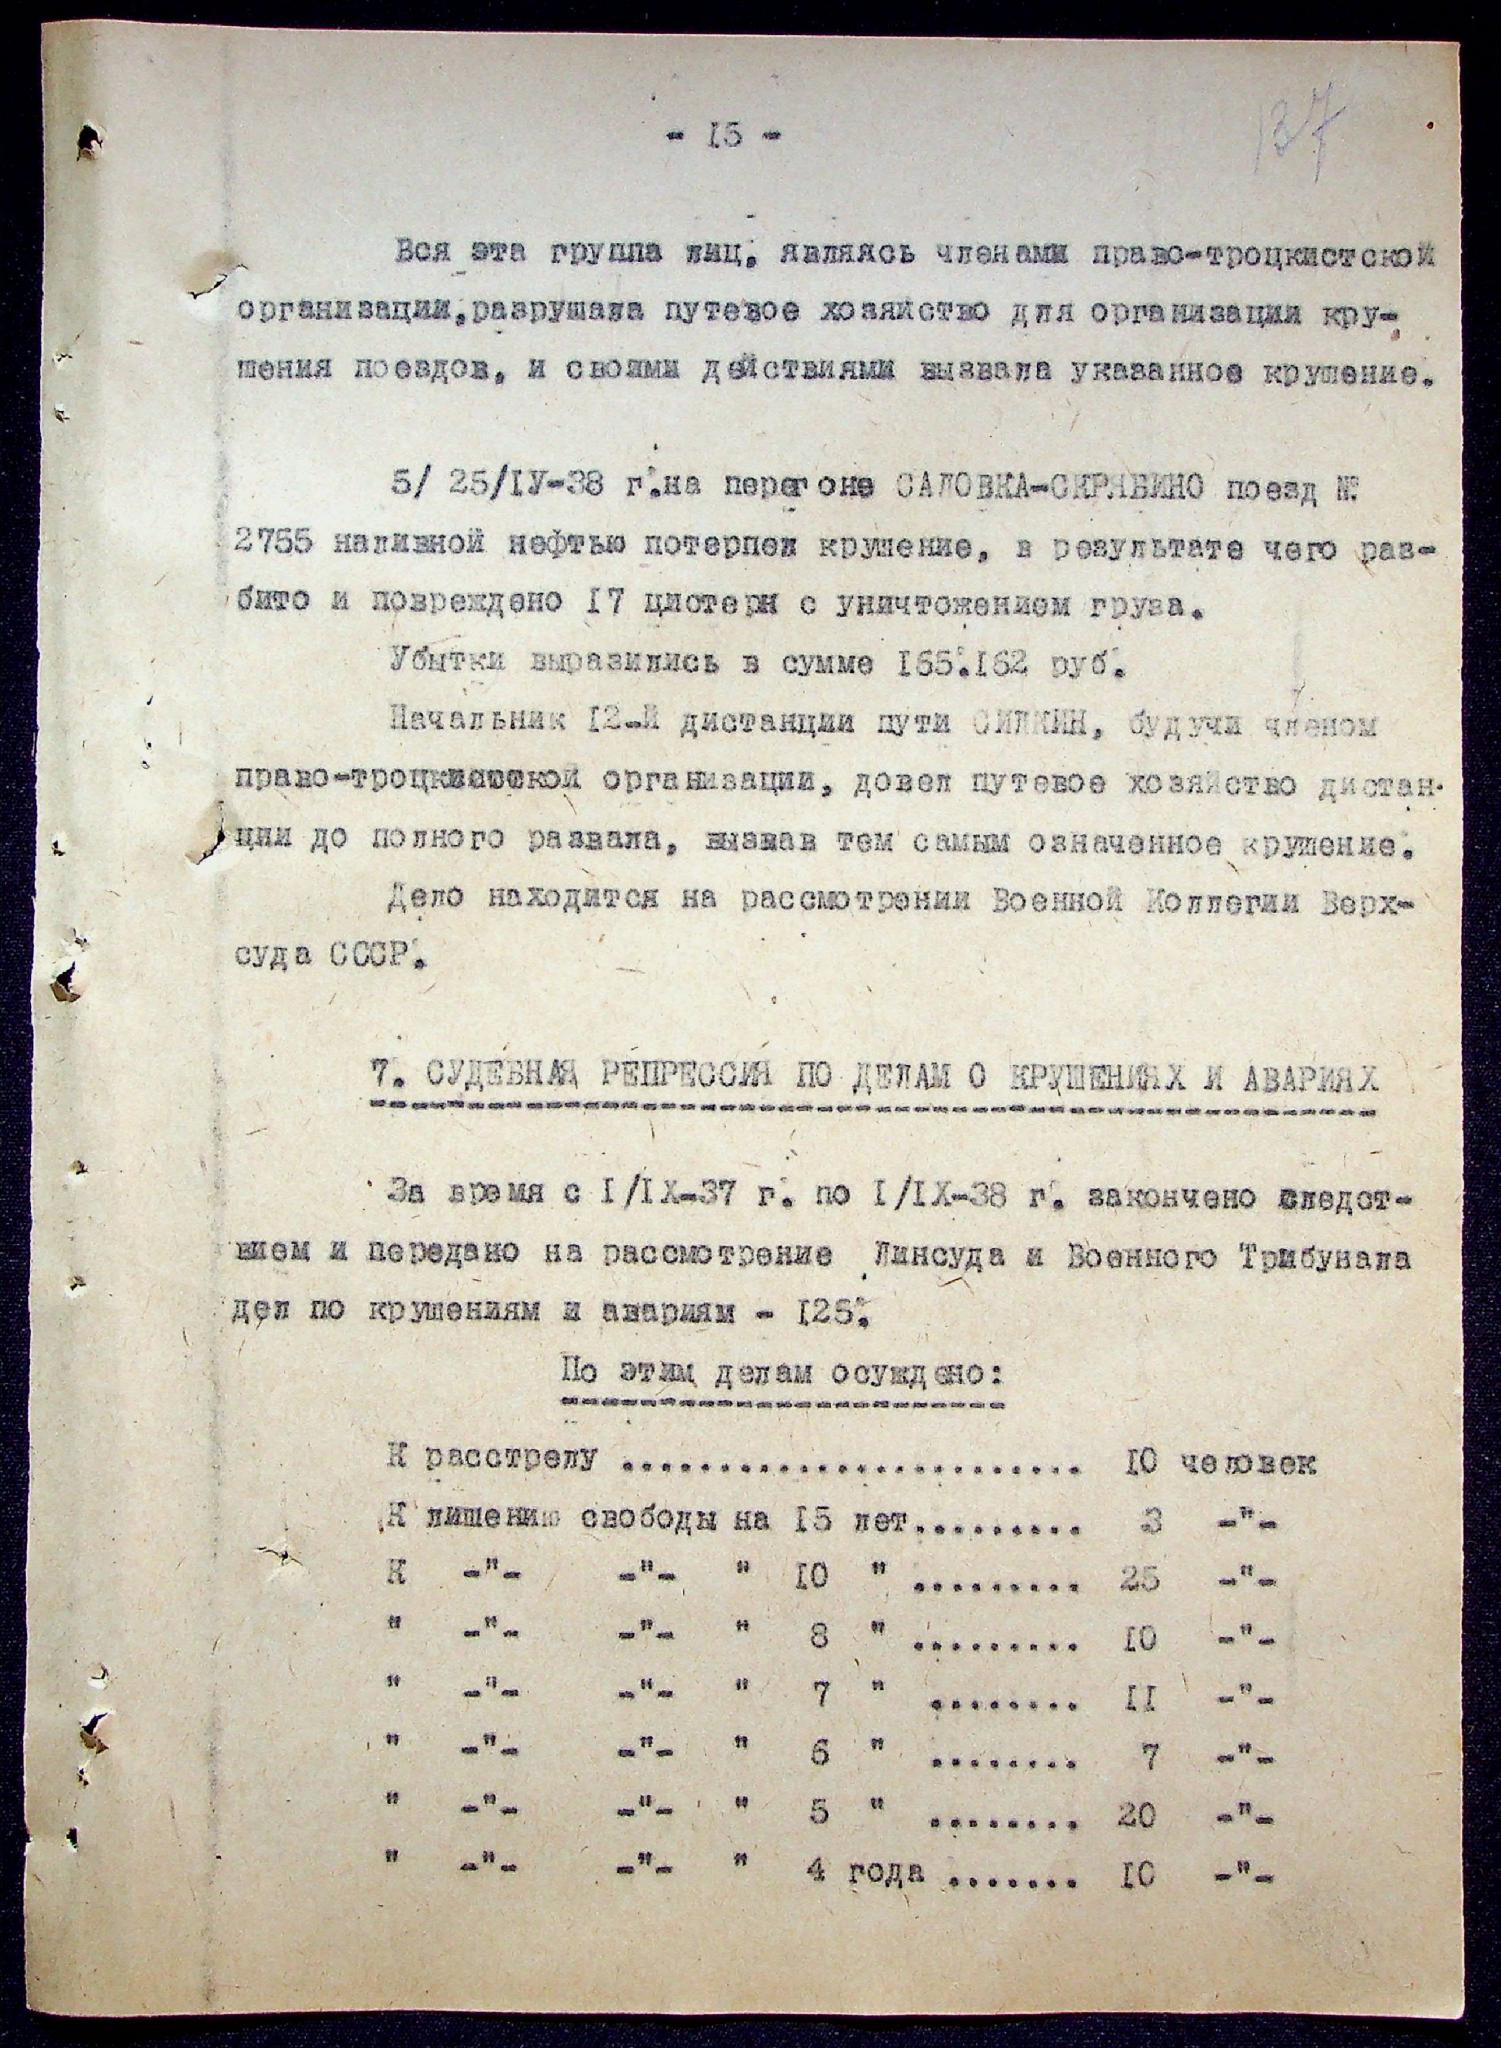 137
- 15 -
Вся эта группа лиц, являясь членами право-троцкистской
организации, разрушала путевое хозяйство для организации кру-
шения поездов, и своими действиями вызвала указанное крушение.
5/ 25/IУ-38 г. на перегоне САЛОВКА-СКРЯБИНО поезд №
2755 наливной нефтью потерпел крушение, в результате чего раз-
бито и повреждено 17 цистерн с уничтожением груза.
Убытки выразились в сумме 165.162 руб.
Начальник 12-й дистанции пути СИЛКИН, будучи членом
право-троцкистской организации, довел путевое хозяйство дистан-
ции до полного развала, вызвав тем самым означенное крушение.
Дело находится на рассмотрении Военной Коллегии Верх-
суда СССР.
7. СУДЕБНАЯ РЕПРЕССИЯ ПО ДЕЛАМ О КРУШЕНИЯХ И АВАРИЯХ
За время с I/IX-37 г. по I/IX-38 г. закончено следст-
вием и передано на рассмотрение Линсуда и Военного Трибунала
дел по крушениям и авариям - 125.
По этим делам осуждено:
К расстрелу ........................ 10 человек
К лишению свободы на 15 лет......... 3 -"-
К -"- -"- " 10 " ......... 25 -"-
" -"- -"- " 8 " ......... 10 -"-
" -"- -"- " 7 " ........ 11 -"-
" -"- -"- " 6 " ........ 7 -"-
" -"- -"- " 5 " ........ 20 -"-
" -"- -"- " 4 года ....... 10 -"-